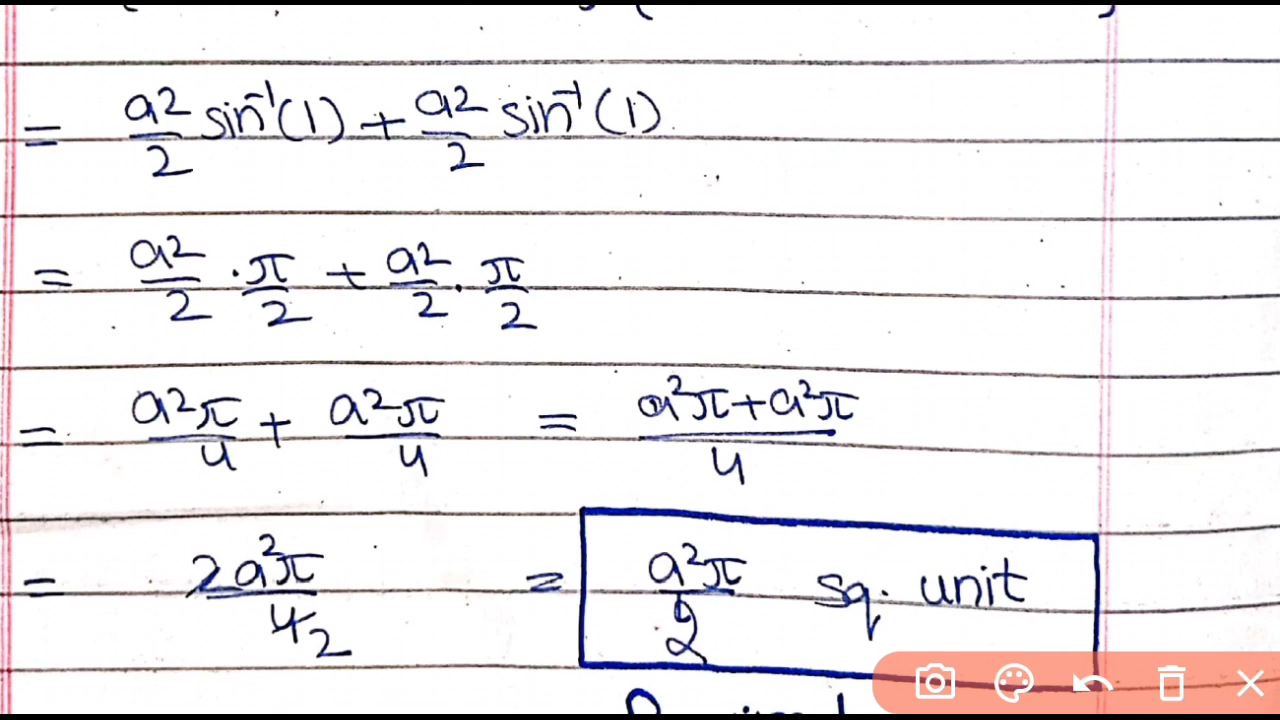 = a²/2 sin⁻¹(1) + a²/2 sin⁻¹(1)
= a²/2 · π/2 + a²/2 · π/2
= a²π/4 + a²π/4 = a²π+a²π/4
= 2a²π/4 2 = a²π/2 sq. unit